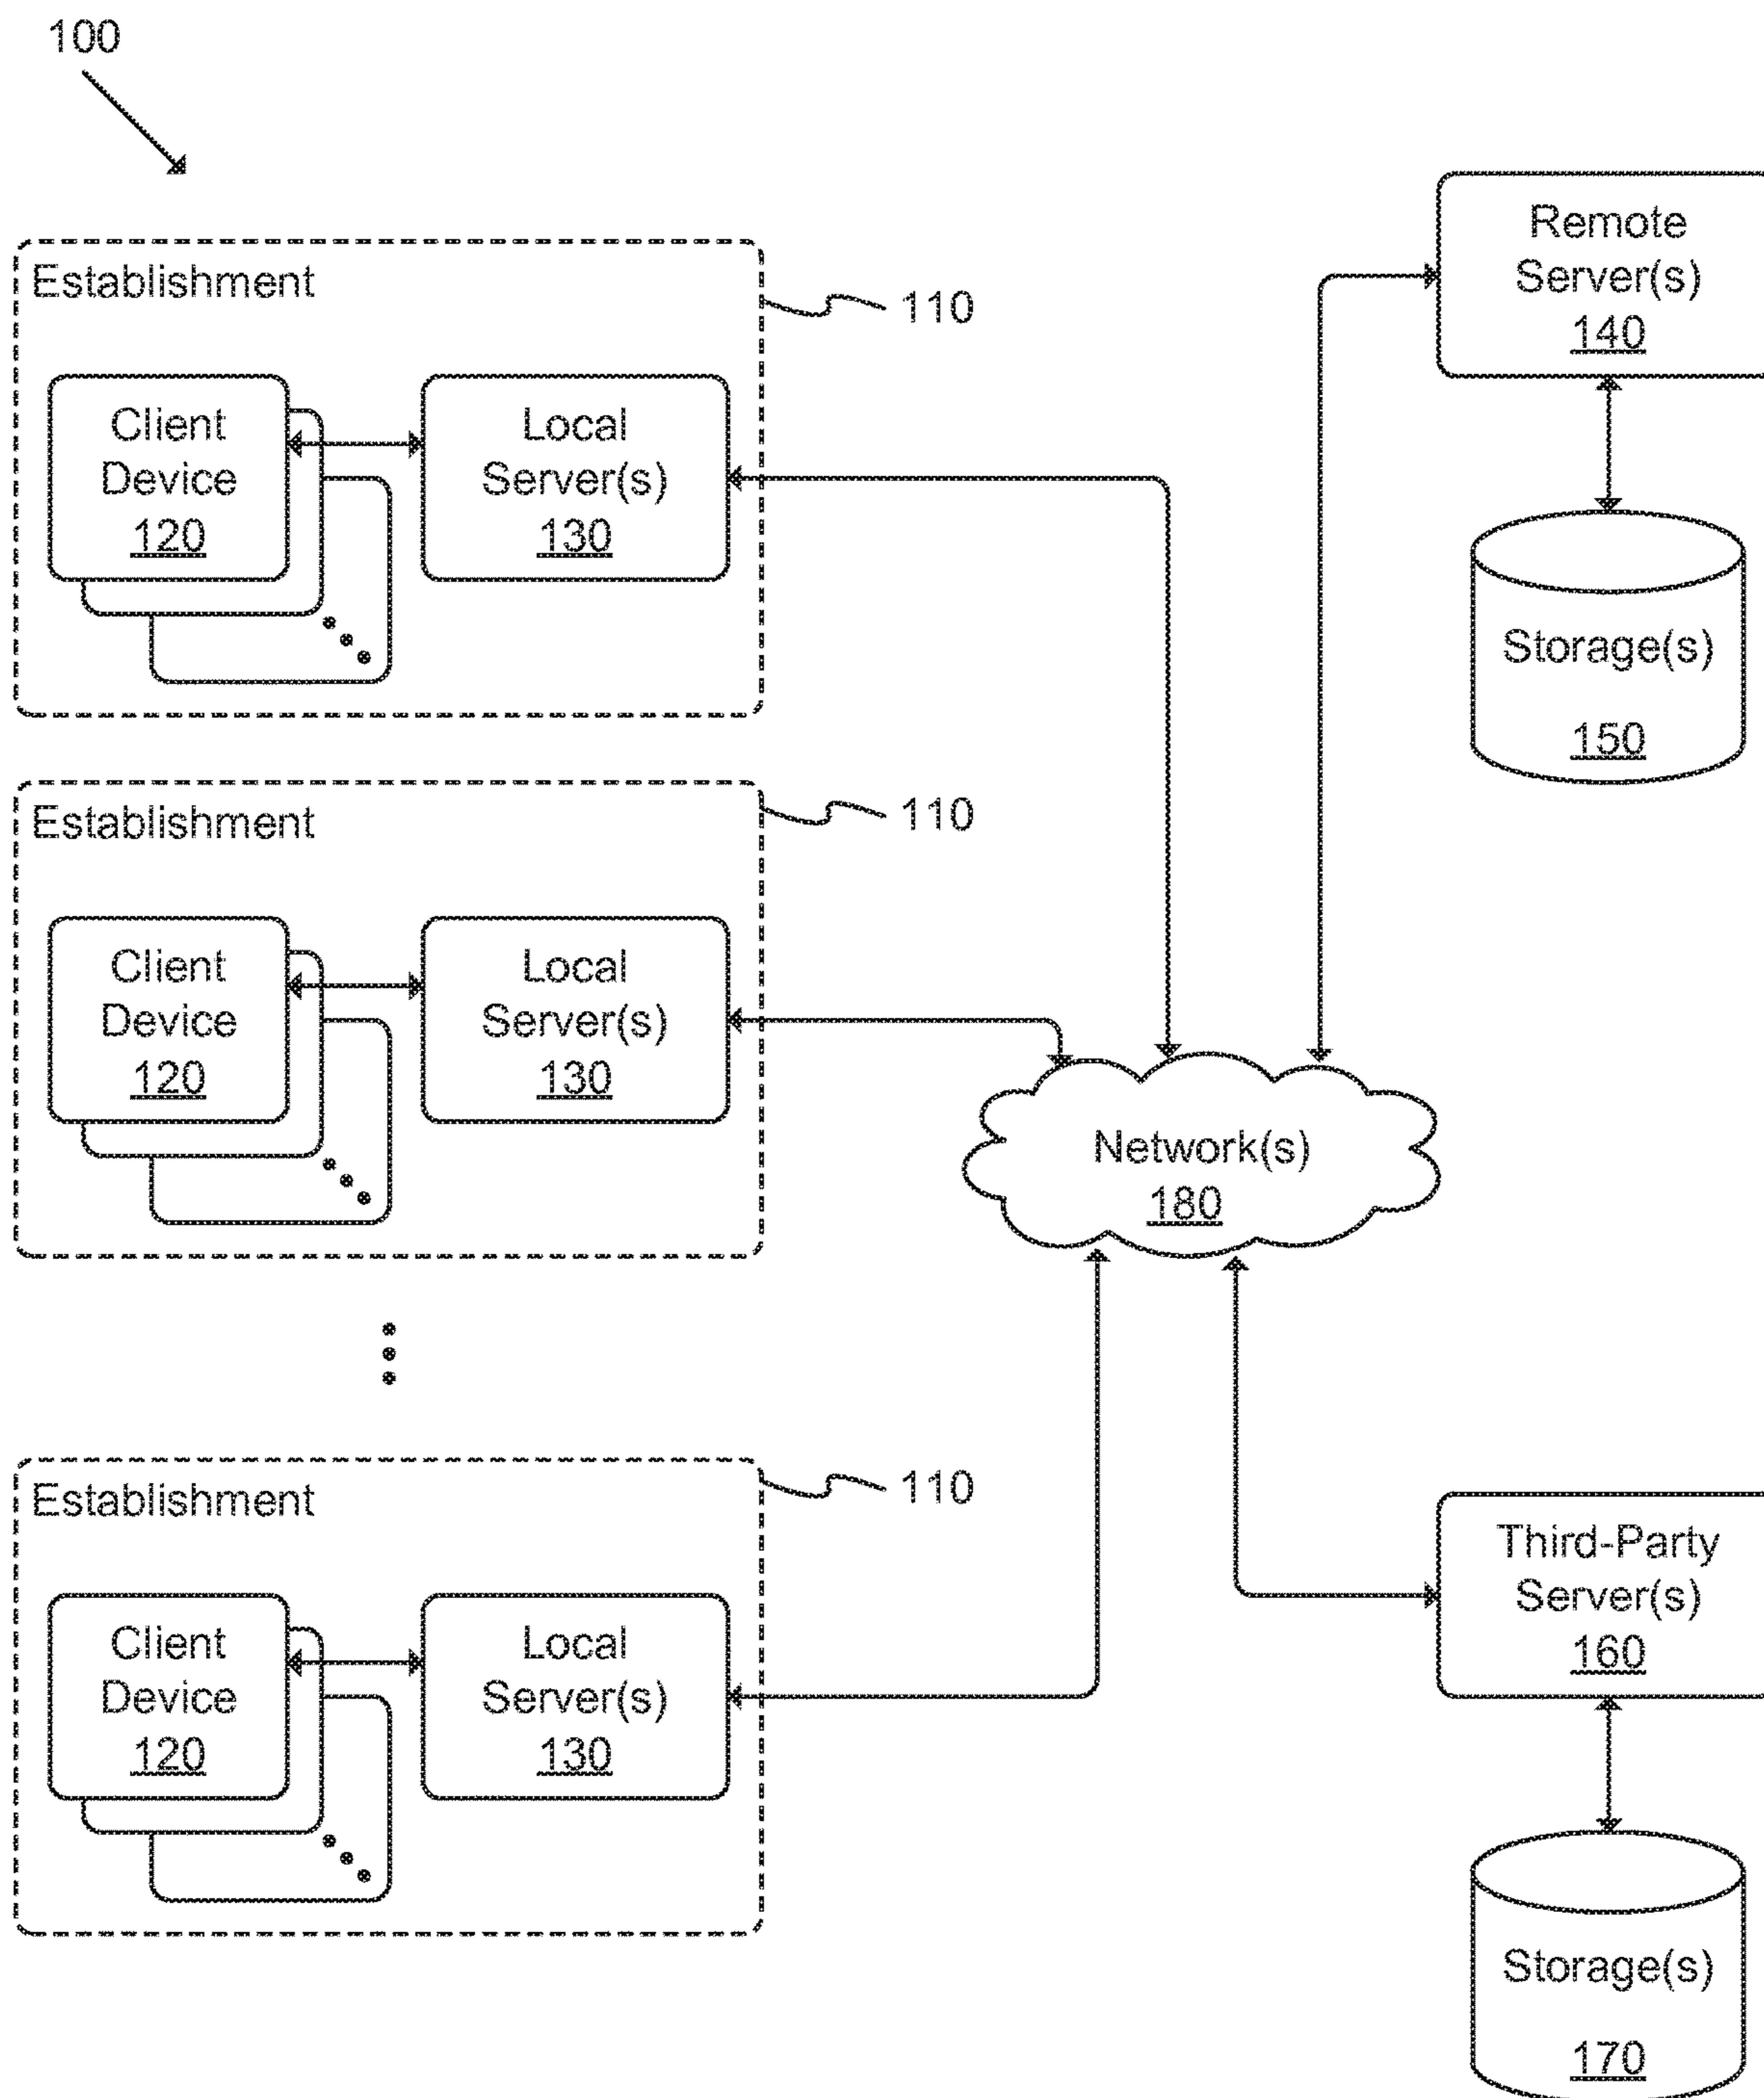 100
Establishment
110
Client
Device
120
Local
Server(s)
130
Remote
Server(s)
140
Storage(s)
150
Establishment
110
Client
Device
120
Local
Server(s)
130
Network(s)
180
Establishment
110
Client
Device
120
Local
Server(s)
130
Third-Party
Server(s)
160
Storage(s)
170